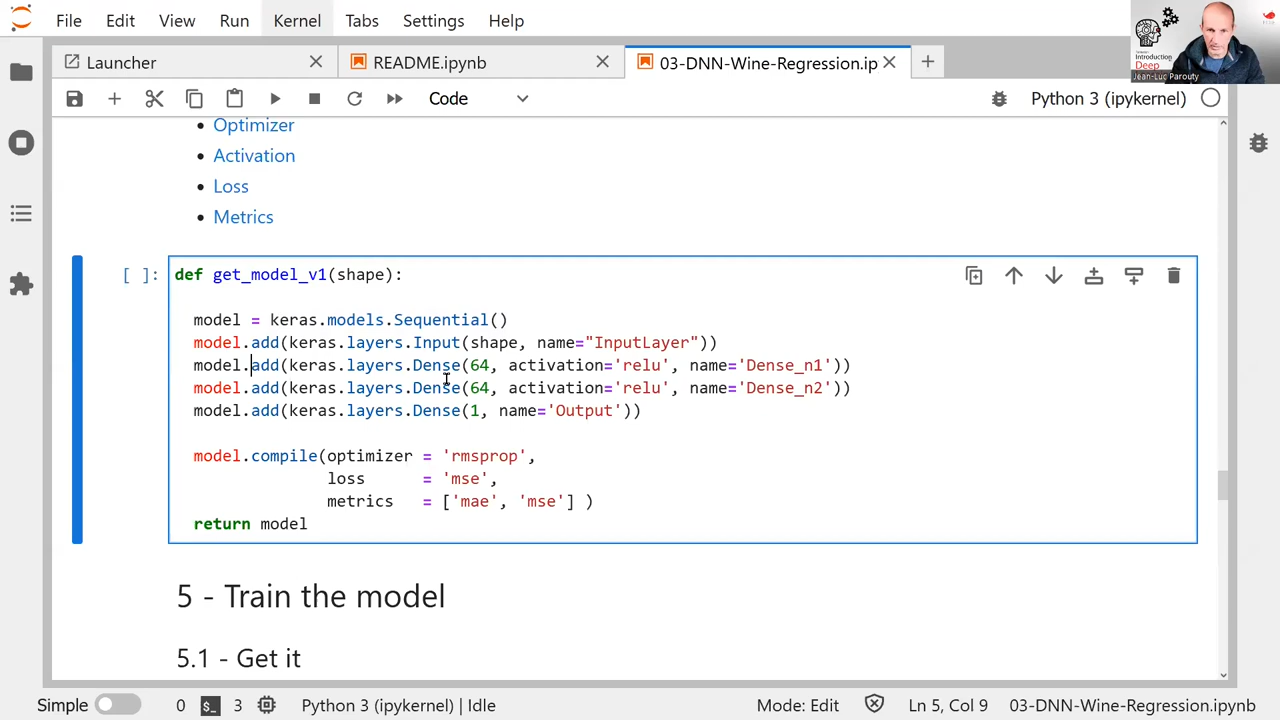 File Edit View Run Kernel Tabs Settings Help
Introduction
Deep
Jean-Luc Parouty
Launcher README.ipynb 03-DNN-Wine-Regression.ip
Code Python 3 (ipykernel)
Optimizer
Activation
Loss
Metrics
[ ]: def get_model_v1(shape):
model = keras.models.Sequential()
model.add(keras.layers.Input(shape, name="InputLayer"))
model.add(keras.layers.Dense(64, activation='relu', name='Dense_n1'))
model.add(keras.layers.Dense(64, activation='relu', name='Dense_n2'))
model.add(keras.layers.Dense(1, name='Output'))
model.compile(optimizer = 'rmsprop',
loss = 'mse',
metrics = ['mae', 'mse'] )
return model
5 - Train the model
5.1 - Get it
Simple 0 $_ 3 Python 3 (ipykernel) | Idle Mode: Edit Ln 5, Col 9 03-DNN-Wine-Regression.ipynb